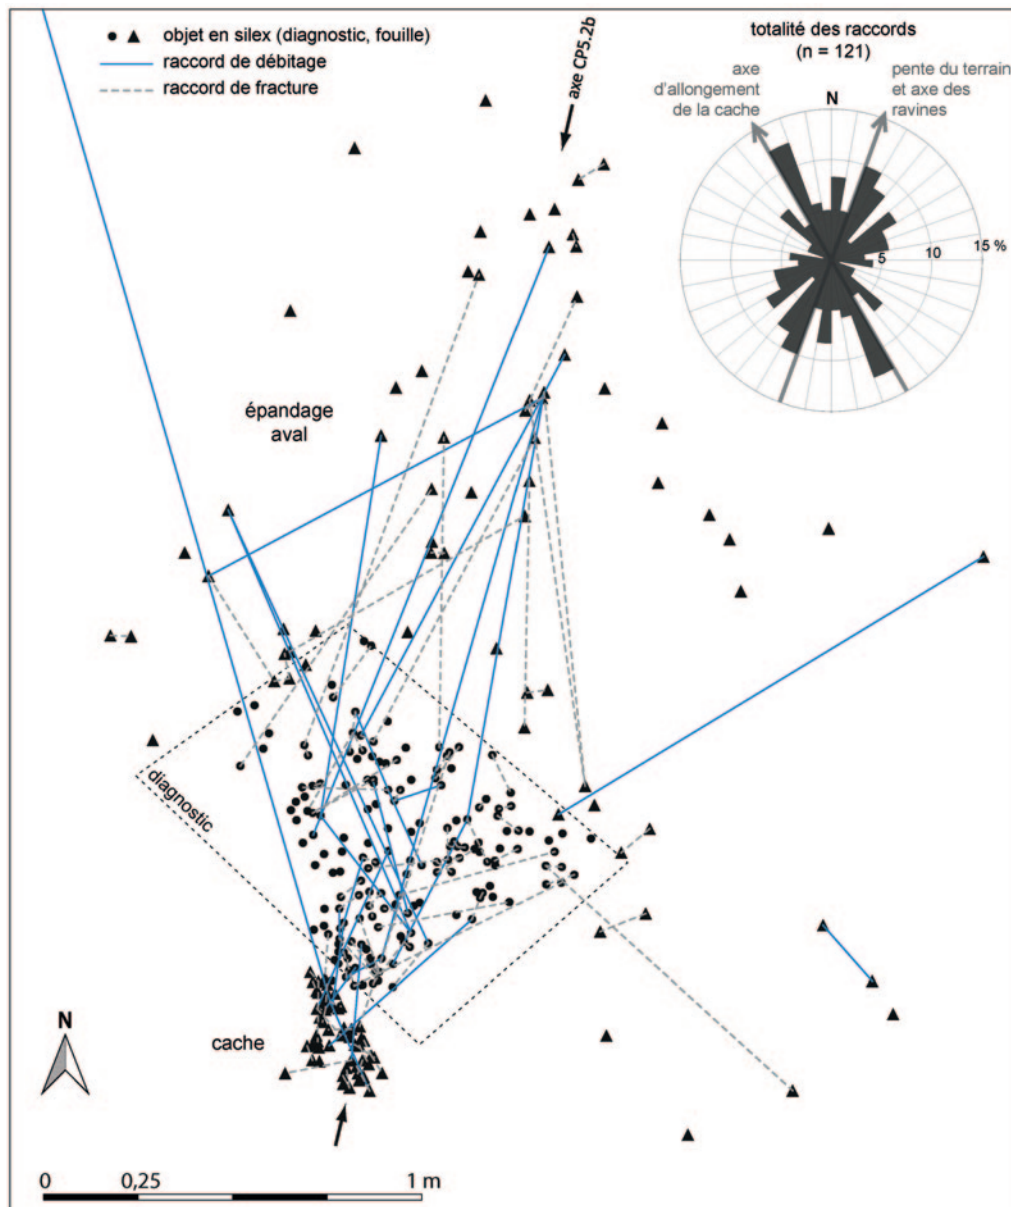 objet en silex (diagnostic, fouille)
raccord de débitage
raccord de fracture
axe CP5.2b
totalité des raccords
(n = 121)
axe
d'allongement
de la cache
pente du terrain
et axe des
ravines
N
5
10
15 %
épandage
aval
diagnostic
cache
N
0
0,25
1 m